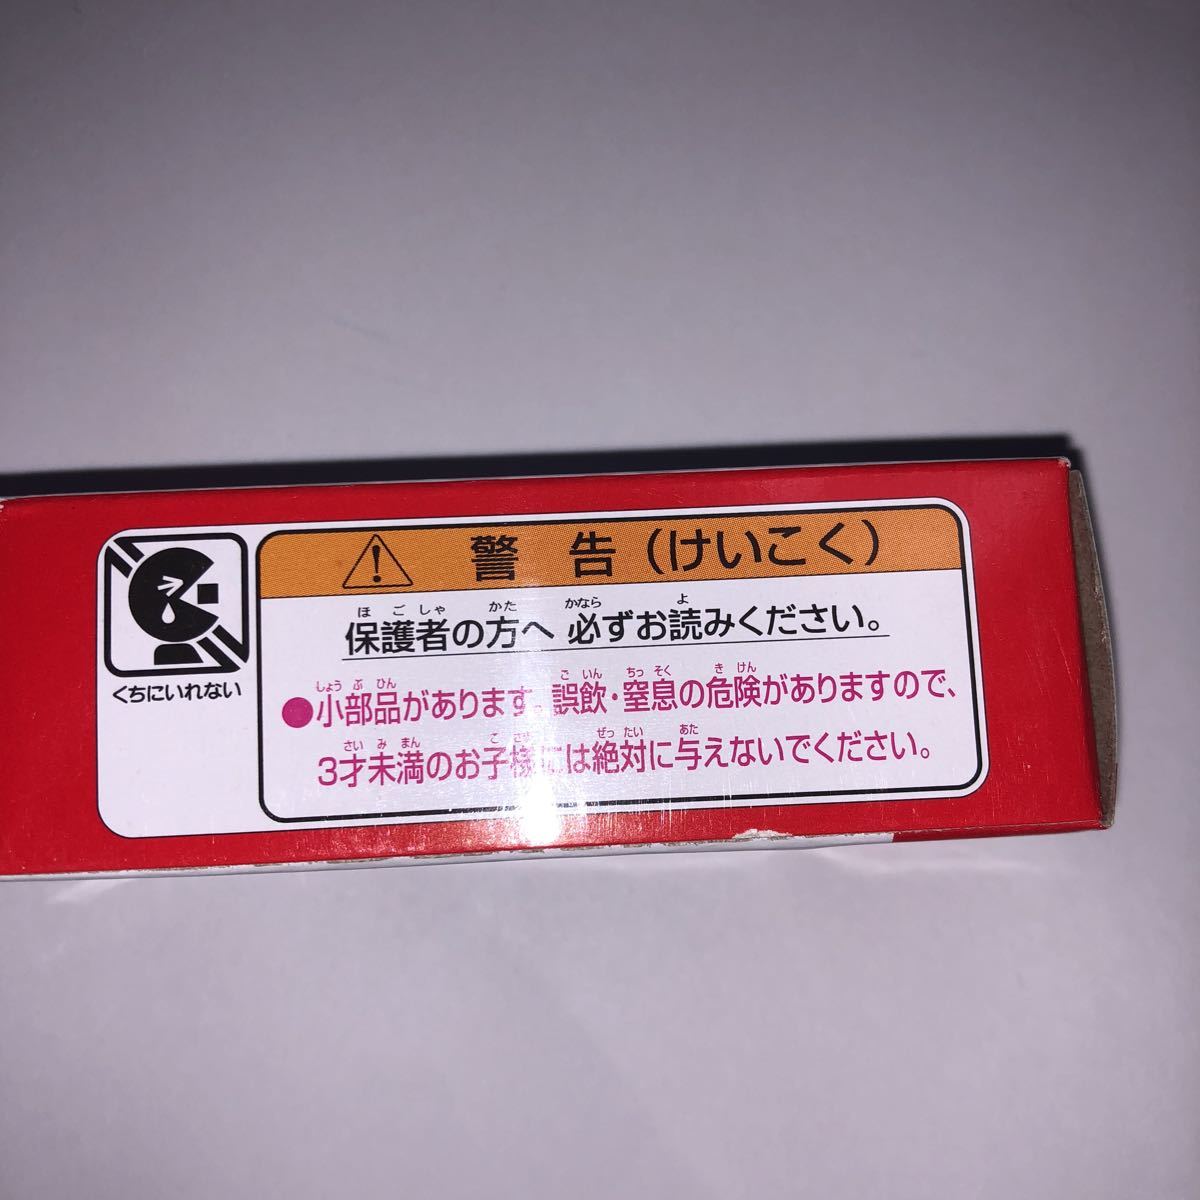 くちにいれない
警告(けいこく)
ほごしゃ かた かなら よ
保護者の方へ 必ずお読みください。
しょうぶひん ごいん ちっそく きけん
●小部品があります。誤飲・窒息の危険がありますので、
さいみまん こさま ぜったい あた
3才未満のお子様には絶対に与えないでください。